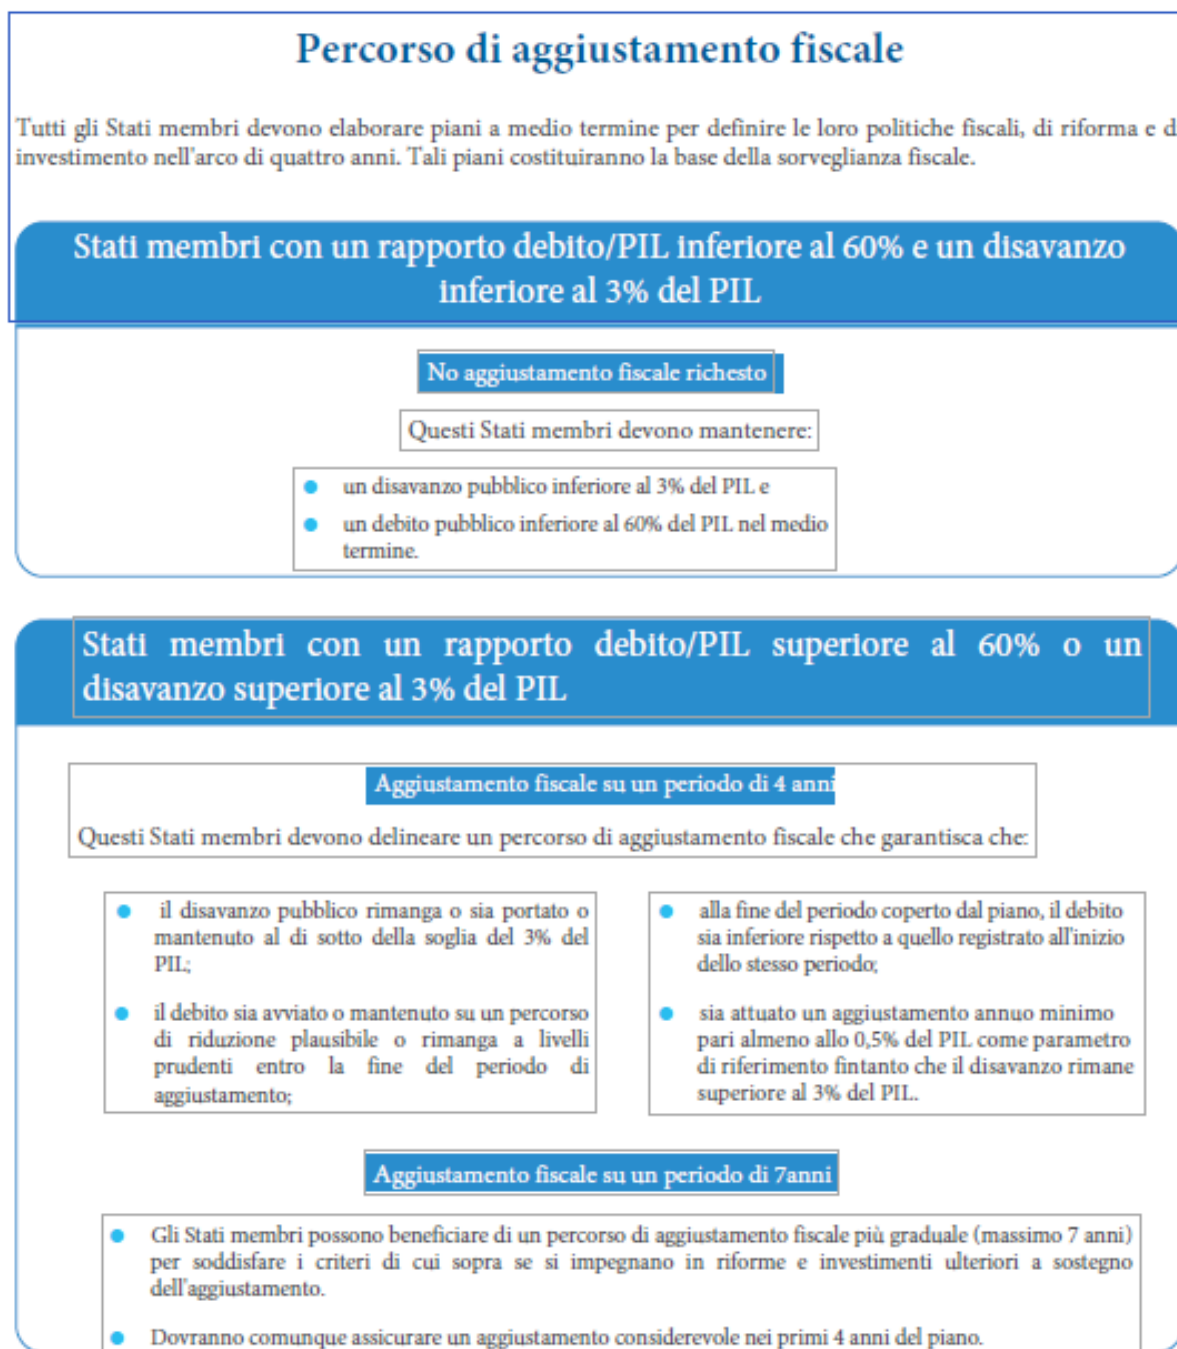 Percorso di aggiustamento fiscale
Tutti gli Stati membri devono elaborare piani a medio termine per definire le loro politiche fiscali, di riforma e d
investimento nell'arco di quattro anni. Tali piani costituiranno la base della sorveglianza fiscale.
Stati membri con un rapporto debito/PIL inferiore al 60% e un disavanzo
inferiore al 3% del PIL
No aggiustamento fiscale richesto
Questi Stati membri devono mantenere:
un disavanzo pubblico inferiore al 3% del PIL e
un debito pubblico inferiore al 60% del PIL nel medio
termine.
Stati membri con un rapporto debito/PIL superiore al 60% o un
disavanzo superiore al 3% del PIL
Aggiustamento fiscale su un periodo di 4 anni
Questi Stati membri devono delineare un percorso di aggiustamento fiscale che garantisca che:
il disavanzo pubblico rimanga o sia portato o
mantenuto al di sotto della soglia del 3% del
PIL;
il debito sia avviato o mantenuto su un percorso
di riduzione plausibile o rimanga a livelli
prudenti entro la fine del periodo di
aggiustamento;
alla fine del periodo coperto dal piano, il debito
sia inferiore rispetto a quello registrato all'inizio
dello stesso periodo;
sia attuato un aggiustamento annuo minimo
pari almeno allo 0,5% del PIL come parametro
di riferimento fintanto che il disavanzo rimane
superiore al 3% del PIL.
Aggiustamento fiscale su un periodo di 7anni
Gli Stati membri possono beneficiare di un percorso di aggiustamento fiscale più graduale (massimo 7 anni)
per soddisfare i criteri di cui sopra se si impegnano in riforme e investimenti ulteriori a sostegno
dell'aggiustamento.
Dovranno comunque assicurare un aggiustamento considerevole nei primi 4 anni del piano.